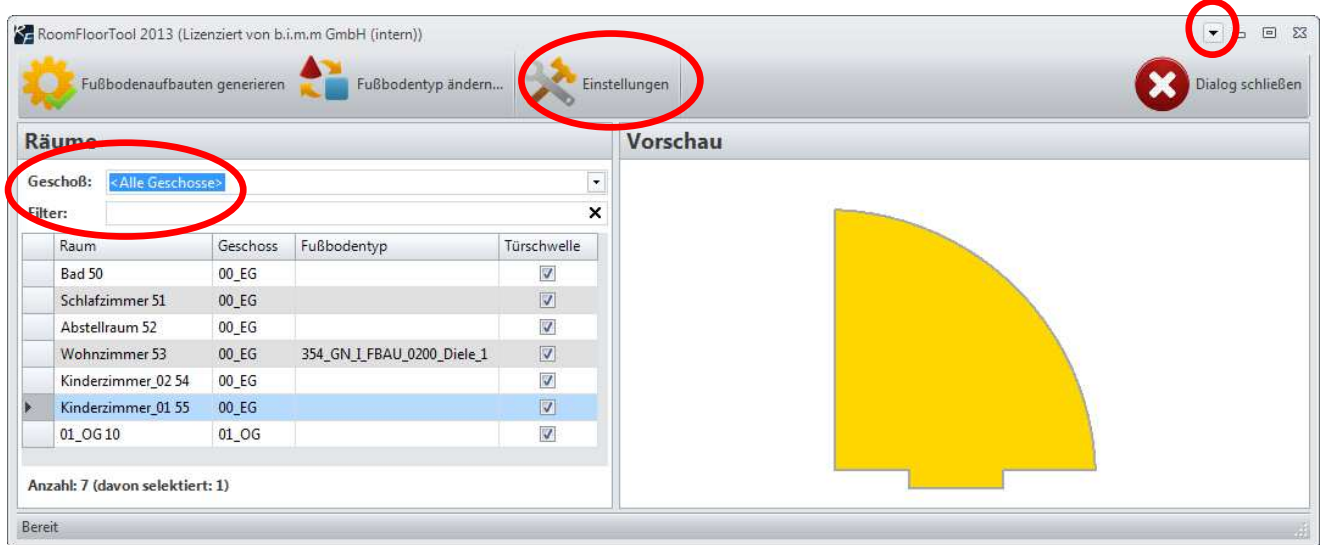 RoomFloorTool 2013 (Lizenziert von b.i.m.m GmbH (intern))
Fußbodenaufbauten generieren Fußbodentyp ändern... Einstellungen Dialog schließen
Räume Vorschau
Geschoß: <Alle Geschosse>
Filter:
Raum Geschoss Fußbodentyp Türschwelle
Bad 50 00_EG
Schlafzimmer 51 00_EG
Abstellraum 52 00_EG
Wohnzimmer 53 00_EG 354_GN_I_FBAU_0200_Diele_1
Kinderzimmer_02 54 00_EG
Kinderzimmer_01 55 00_EG
01_OG 10 01_OG
Anzahl: 7 (davon selektiert: 1)
Bereit